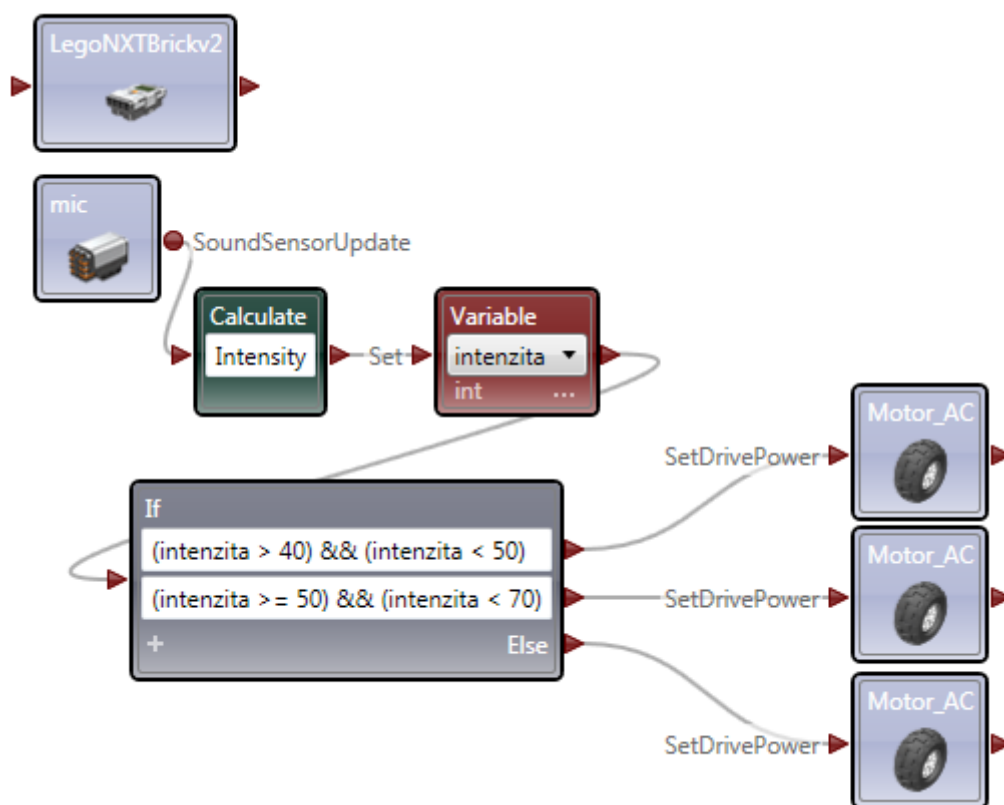 LegoNXTBrickv2
mic
SoundSensorUpdate
Calculate
Intensity
Set
Variable
intenzita
int ...
Motor_AC
SetDrivePower
If
(intenzita > 40) && (intenzita < 50)
Motor_AC
(intenzita >= 50) && (intenzita < 70)
SetDrivePower
+ Else
Motor_AC
SetDrivePower